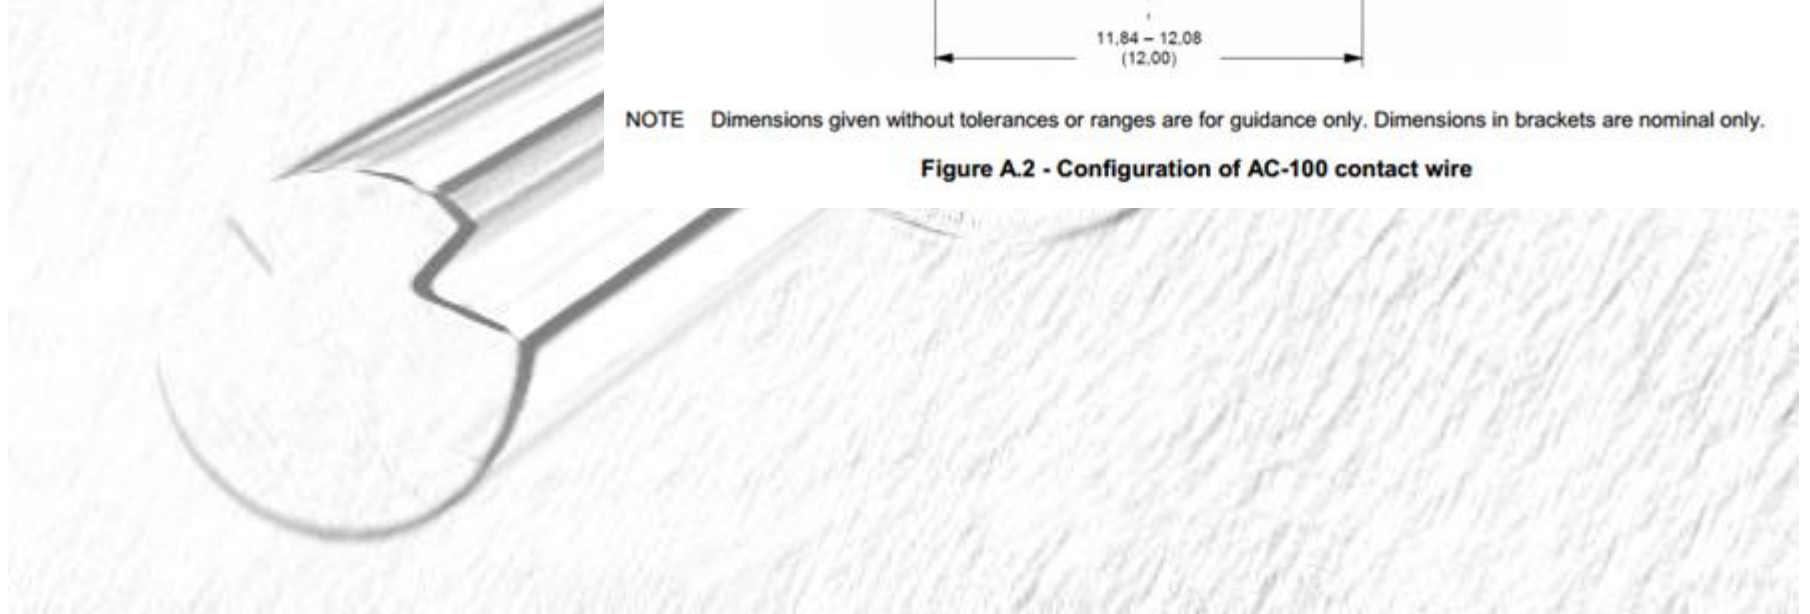 11,84 – 12,08
(12,00)
NOTE Dimensions given without tolerances or ranges are for guidance only. Dimensions in brackets are nominal only.
Figure A.2 - Configuration of AC-100 contact wire